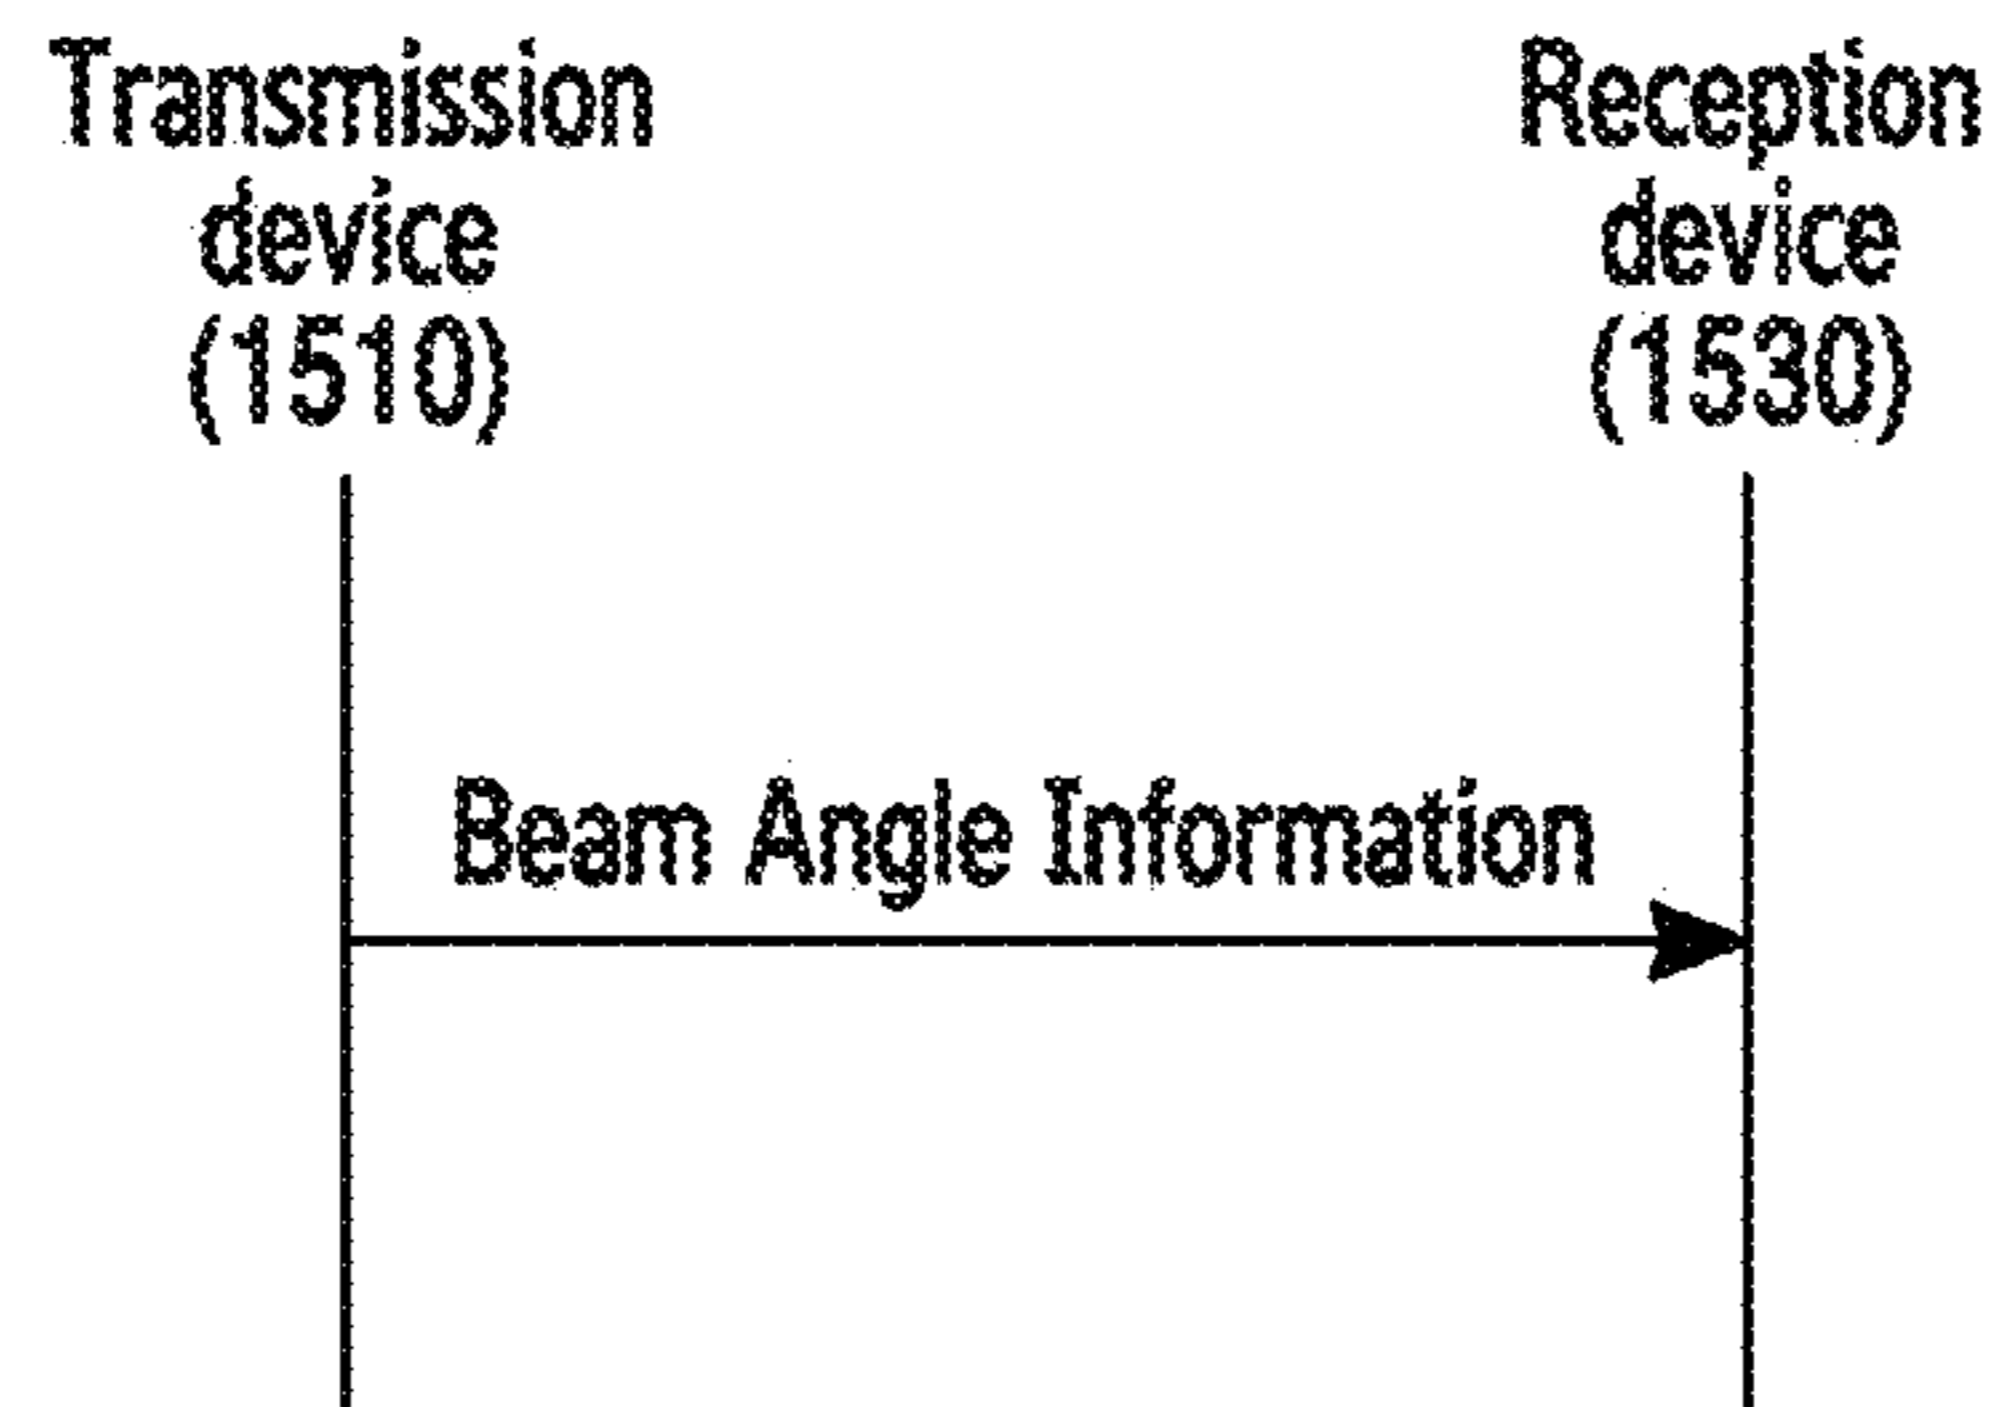 Transmission
device
(1510)
Reception
device
(1530)
Beam Angle Information